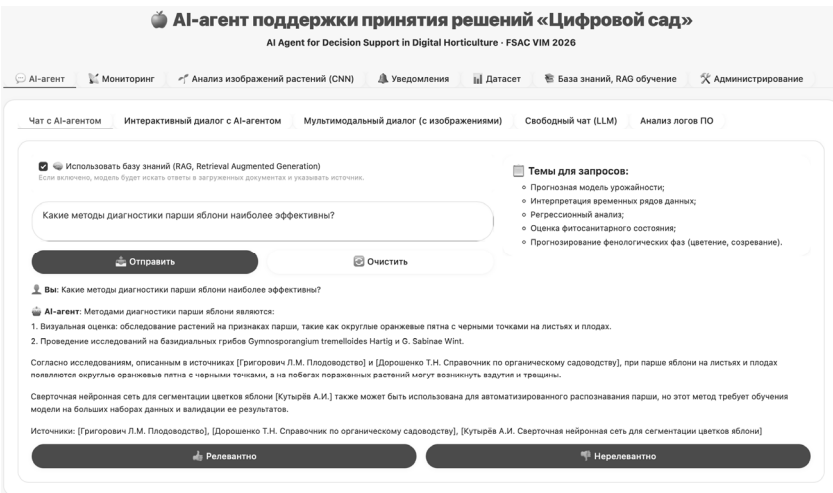 AI-агент поддержки принятия решений «Цифровой сад»
AI Agent for Decision Support in Digital Horticulture · FSAC VIM 2026
AI-агент Мониторинг Анализ изображений растений (CNN) Уведомления Датасет База знаний, RAG обучение Администрирование
Чат с AI-агентом Интерактивный диалог с AI-агентом Мультимодальный диалог (с изображениями) Свободный чат (LLM) Анализ логов ПО
Использовать базу знаний (RAG, Retrieval Augmented Generation)
Если включено, модель будет искать ответы в загруженных документах и указывать источник.
Какие методы диагностики парши яблони наиболее эффективны?
Отправить Очистить
Темы для запросов:
Прогнозная модель урожайности;
Интерпретация временных рядов данных;
Регрессионный анализ;
Оценка фитосанитарного состояния;
Прогнозирование фенологических фаз (цветение, созревание).
Вы: Какие методы диагностики парши яблони наиболее эффективны?
AI-агент: Методами диагностики парши яблони являются:
1. Визуальная оценка: обследование растений на признаках парши, такие как округлые оранжевые пятна с черными точками на листьях и плодах.
2. Проведение исследований на базидиальных грибов Gymnosporangium tremelloides Hartig и G. Sabinae Wint.
Согласно исследованиям, описанным в источниках [Григорович Л.М. Плодоводство] и [Дорошенко Т.Н. Справочник по органическому садоводству], при парше яблони на листьях и плодах
появляются округлые оранжевые пятна с черными точками, а на побегах пораженных растений могут возникнуть вздутия и трещины.
Сверточная нейронная сеть для сегментации цветков яблони [Кутырёв А.И.] также может быть использована для автоматизированного распознавания парши, но этот метод требует обучения
модели на больших наборах данных и валидации ее результатов.
Источники: [Григорович Л.М. Плодоводство], [Дорошенко Т.Н. Справочник по органическому садоводству], [Кутырёв А.И. Сверточная нейронная сеть для сегментации цветков яблони]
Релевантно Нерелевантно